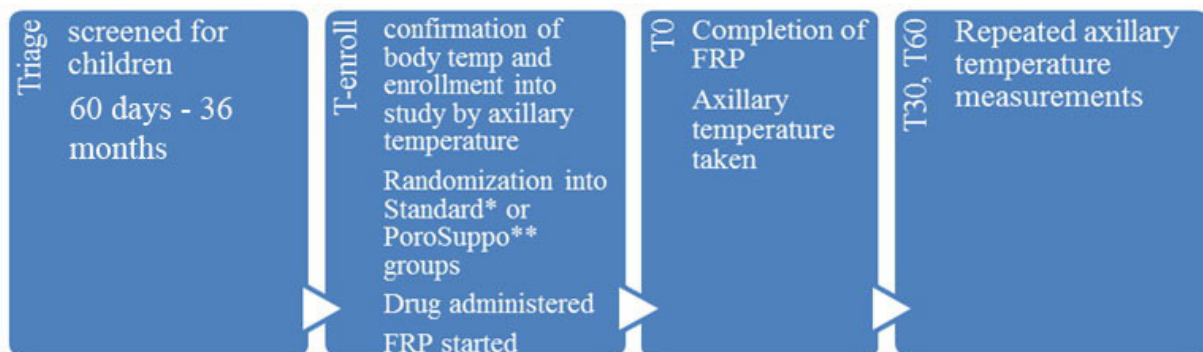 Triage
screened for
children
60 days - 36
months
T-enroll
confirmation of
body temp and
enrollment into
study by axillary
temperature
Randomization into
Standard* or
PoroSuppo**
groups
Drug administered
FRP started
T0
Completion of
FRP
Axillary
temperature
taken
T30, T60
Repeated axillary
temperature
measurements